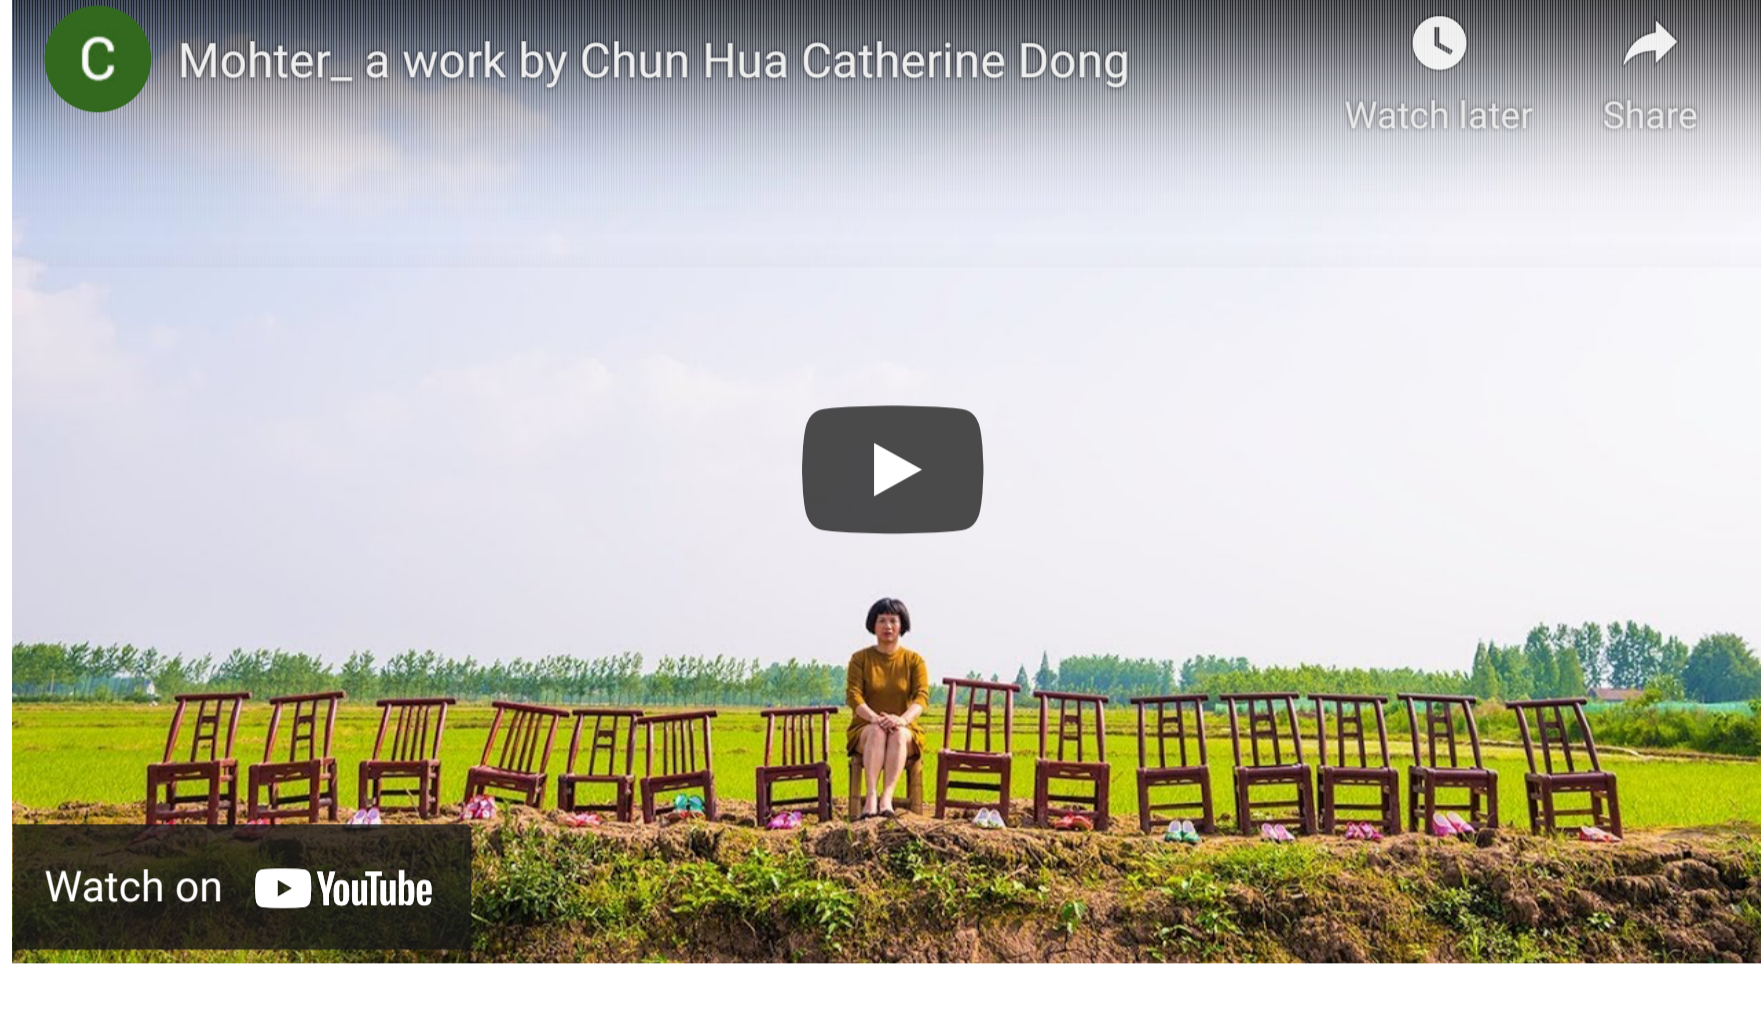 C
Mohter_ a work by Chun Hua Catherine Dong
Watch later
Share
Watch on YouTube